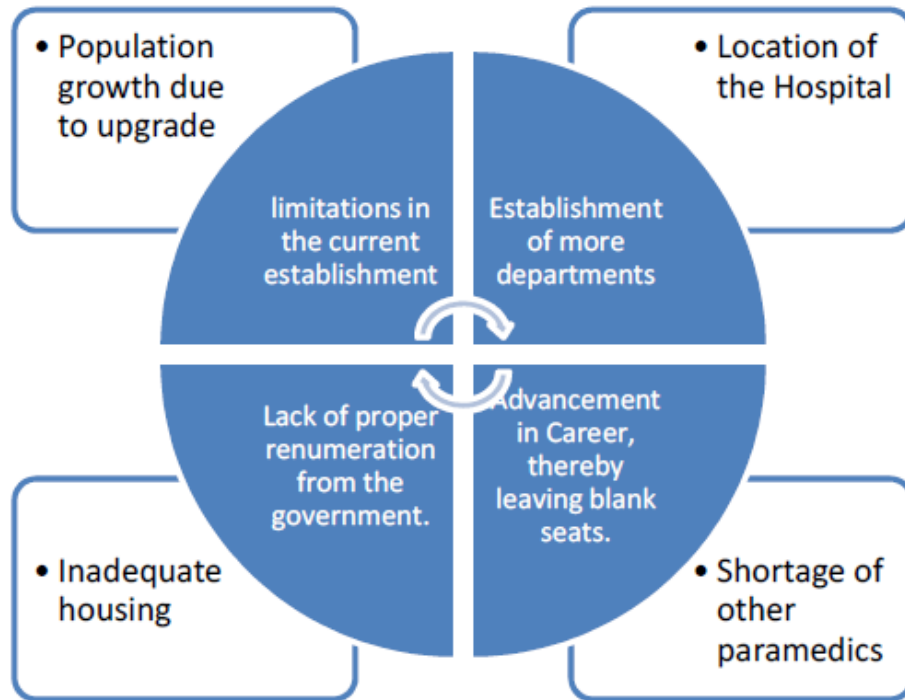 • Population
growth due
to upgrade
• Location of
the Hospital
limitations in
the current
establishment
Establishment
of more
departments
Lack of proper
renumeration
from the
government.
Advancement
in Career,
thereby
leaving blank
seats.
• Inadequate
housing
• Shortage of
other
paramedics